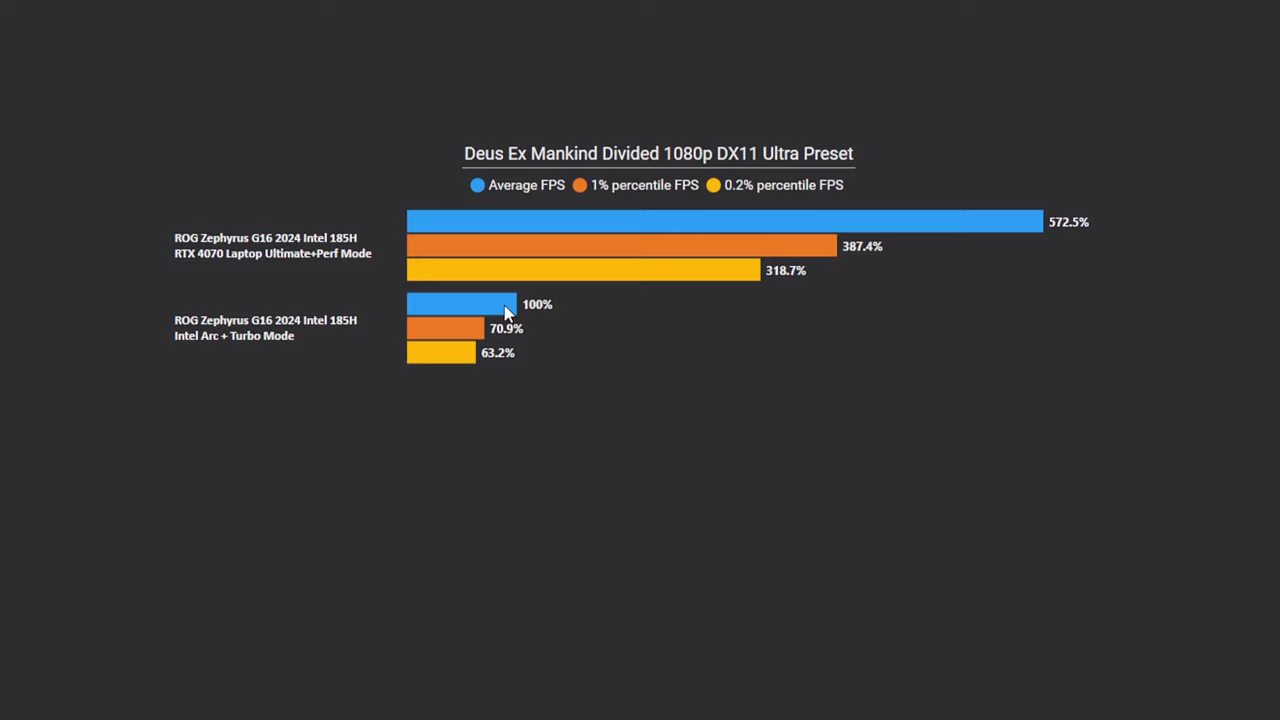 Deus Ex Mankind Divided 1080p DX11 Ultra Preset
Average FPS 1% percentile FPS 0.2% percentile FPS
ROG Zephyrus G16 2024 Intel 185H
RTX 4070 Laptop Ultimate+Perf Mode
572.5%
387.4%
318.7%
ROG Zephyrus G16 2024 Intel 185H
Intel Arc + Turbo Mode
100%
70.9%
63.2%